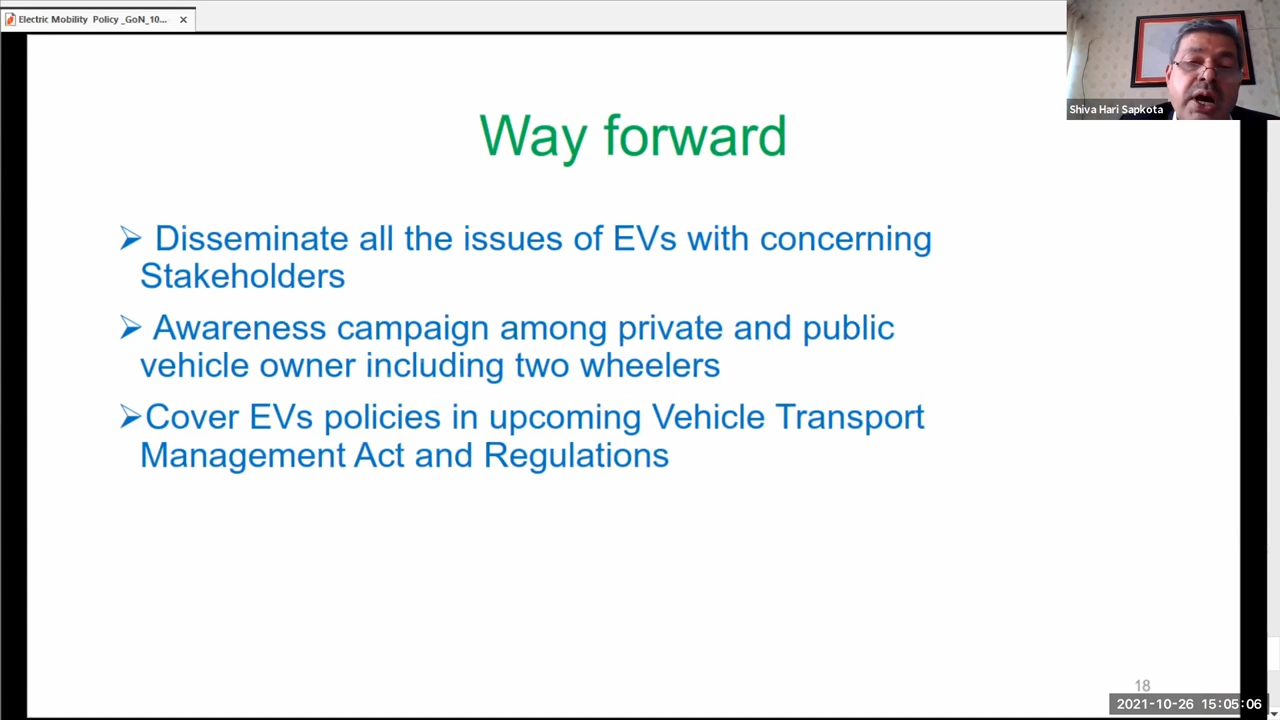 Electric Mobility Policy _GoN_10...
Shiva Hari Sapkota
Way forward
➢ Disseminate all the issues of EVs with concerning
Stakeholders
➢ Awareness campaign among private and public
vehicle owner including two wheelers
➢Cover EVs policies in upcoming Vehicle Transport
Management Act and Regulations
18
2021-10-26 15:05:06